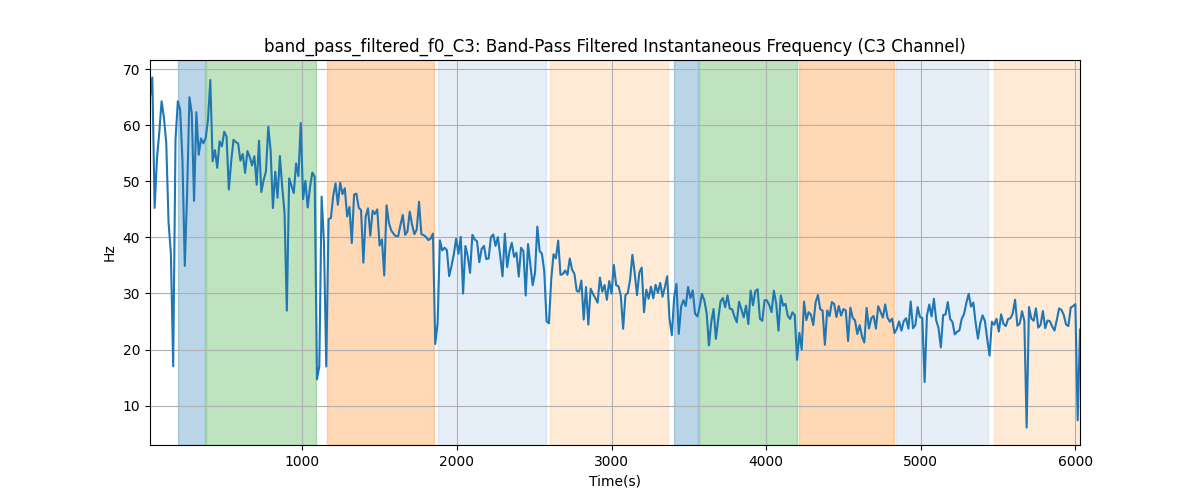 band_pass_filtered_f0_C3: Band-Pass Filtered Instantaneous Frequency (C3 Channel)
70
60
50
40
30
20
10
Hz
1000 2000 3000 4000 5000 6000
Time(s)